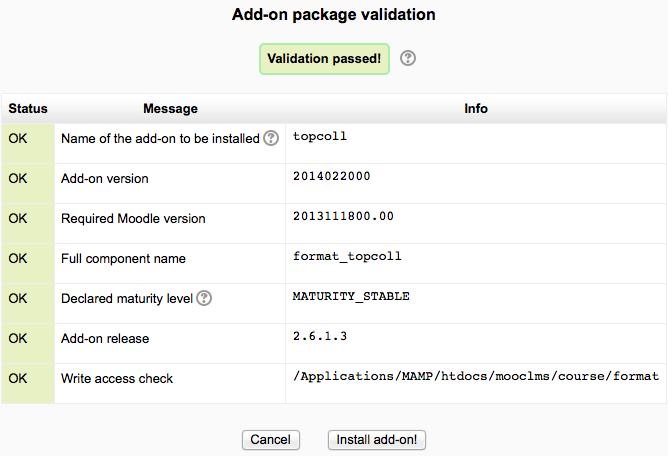 Add-on package validation
Validation passed!
Status Message Info
OK Name of the add-on to be installed topcoll
OK Add-on version 2014022000
OK Required Moodle version 2013111800.00
OK Full component name format_topcoll
OK Declared maturity level MATURITY_STABLE
OK Add-on release 2.6.1.3
OK Write access check /Applications/MAMP/htdocs/mooclms/course/format
Cancel Install add-on!